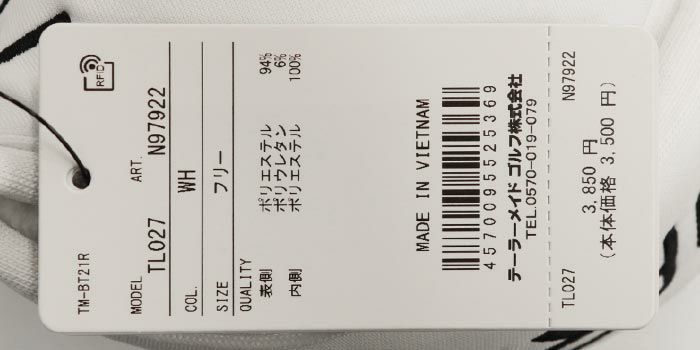 RFID
TM-BT21R
MODEL ART.
TL027 N97922
COL. WH
SIZE フリー
QUALITY
表側 ポリエステル 94%
ポリウレタン 6%
内側 ポリエステル 100%
MADE IN VIETNAM
4570095525369
テーラーメイド ゴルフ株式会社
TEL.0570-019-079
TL027 N97922
3,850 円
(本体価格 3,500 円)